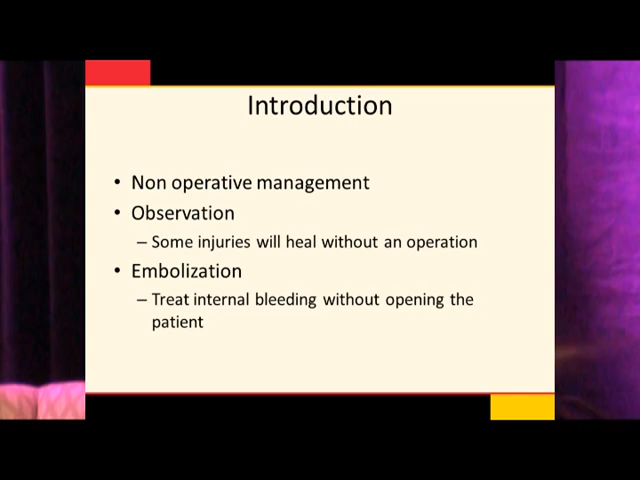 Introduction
• Non operative management
• Observation
– Some injuries will heal without an operation
• Embolization
– Treat internal bleeding without opening the
patient